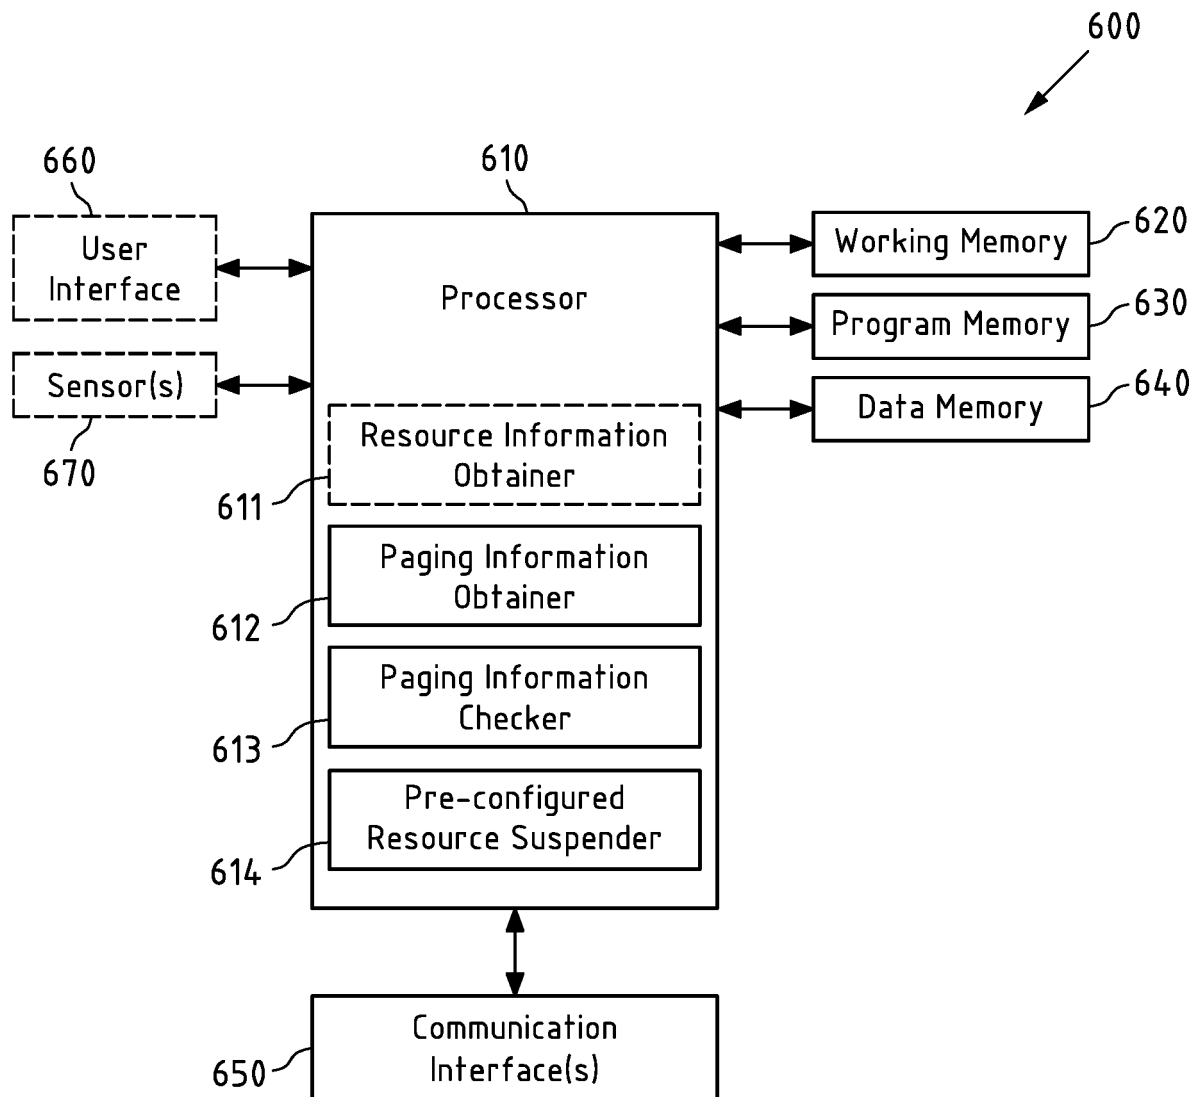 600
660
610
User
Interface
Working Memory
620
Processor
Program Memory
630
Sensor(s)
670
Data Memory
640
Resource Information
Obtainer
611
Paging Information
Obtainer
612
Paging Information
Checker
613
Pre-configured
Resource Suspender
614
Communication
Interface(s)
650